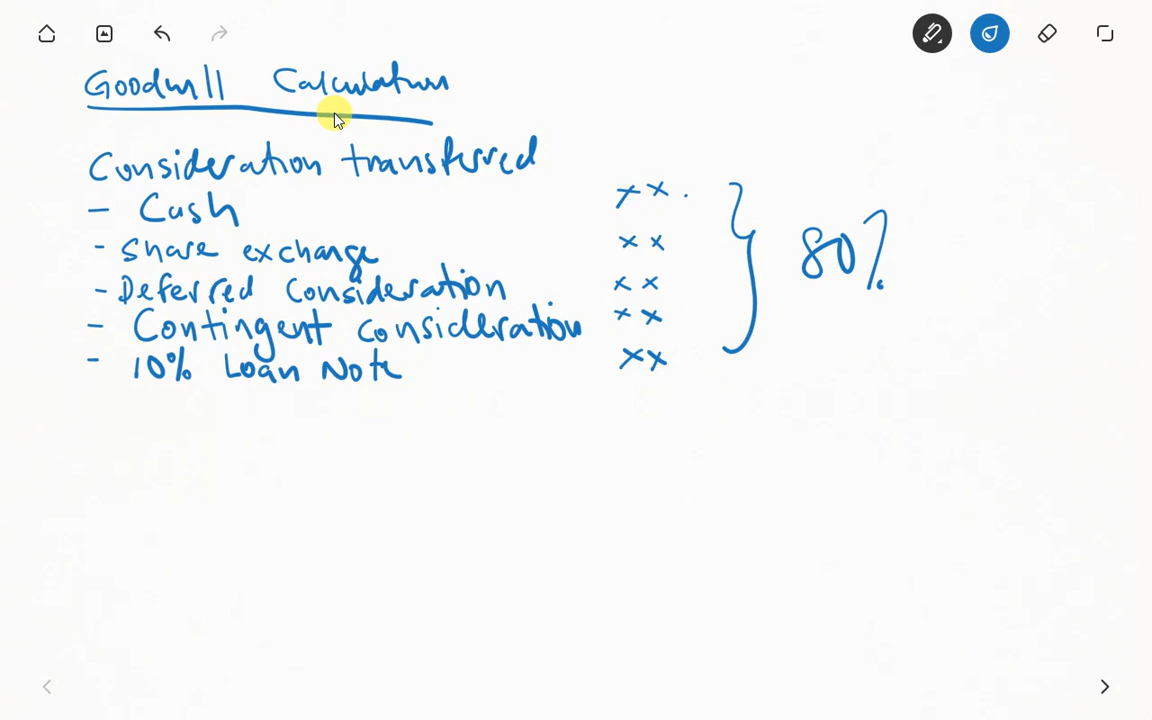 Goodwill Calculation
Consideration transferred
- Cash xx.
- Share exchange xx
- Deferred Consideration xx
- Contingent Consideration xx
- 10% Loan Note xx
80%